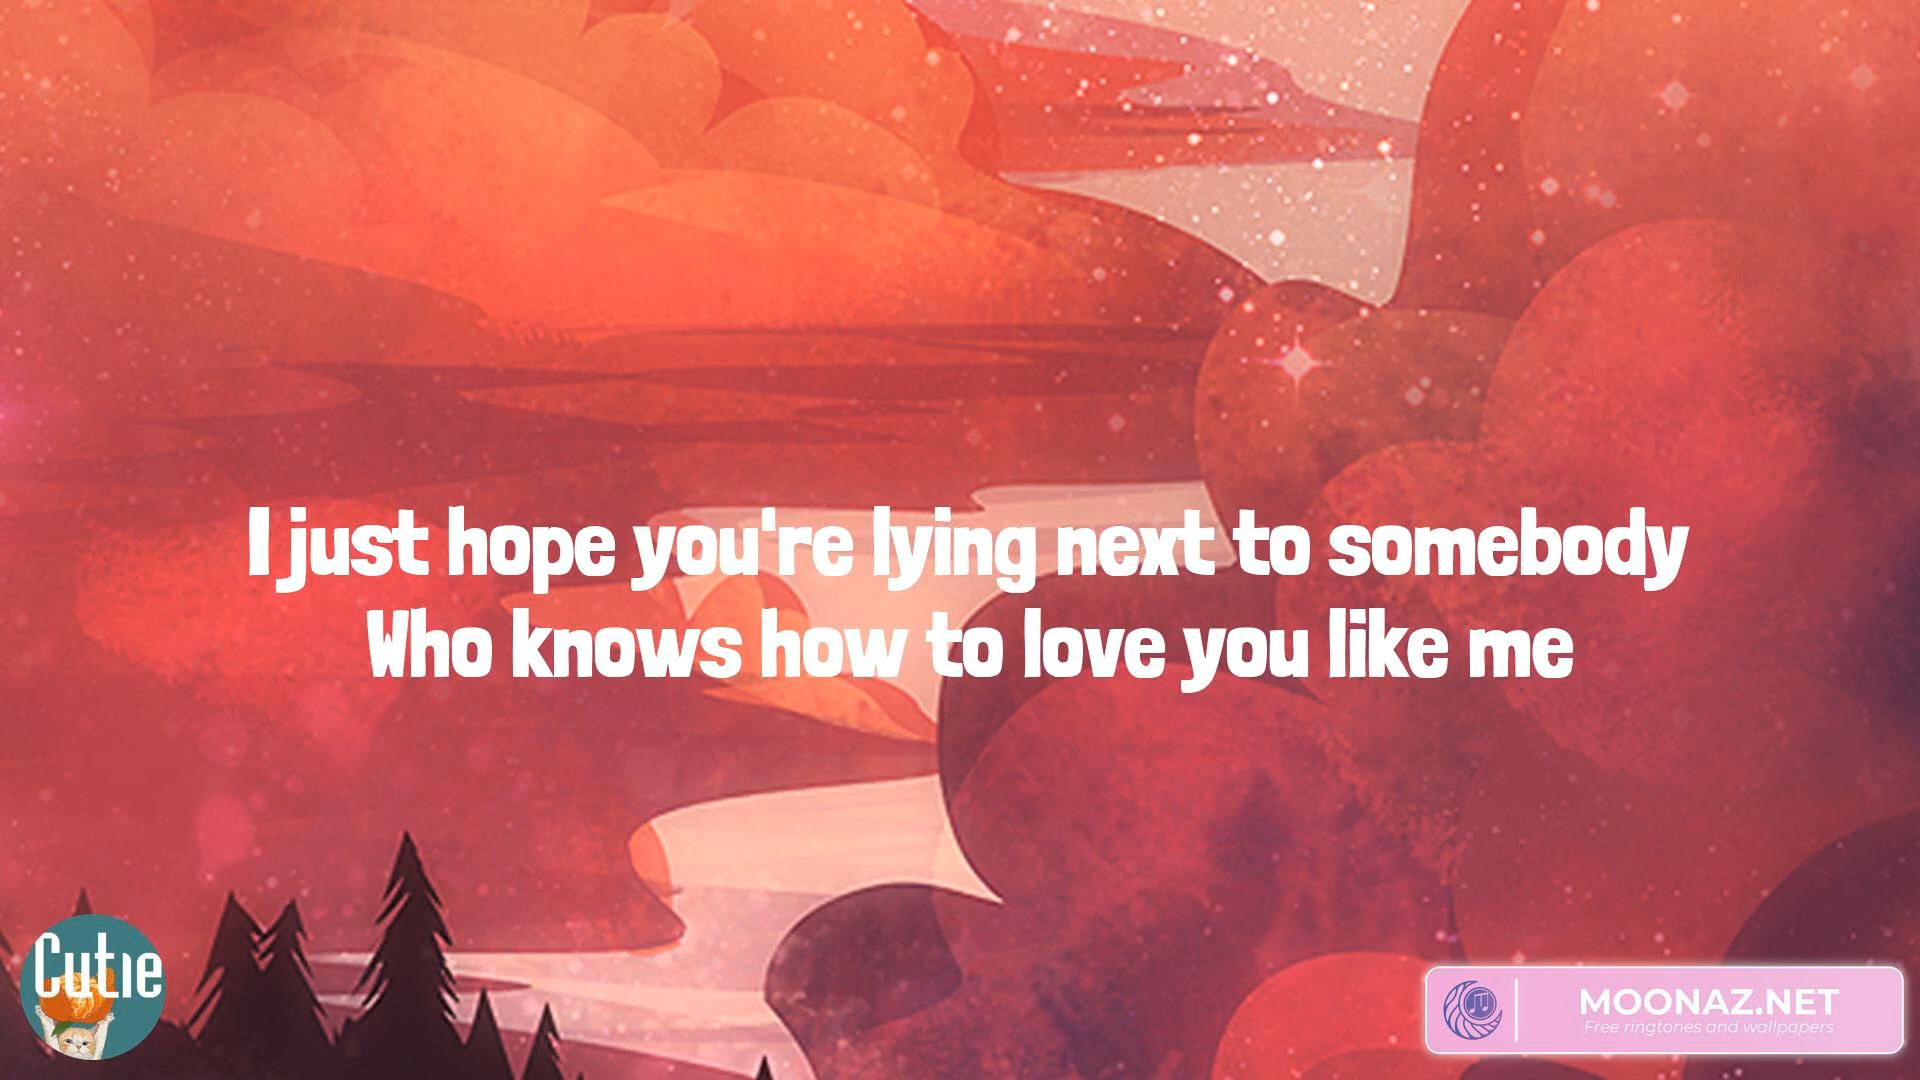 I just hope you're lying next to somebody
Who knows how to love you like me
Cutie
MOONAZ.NET
Free ringtones and wallpapers